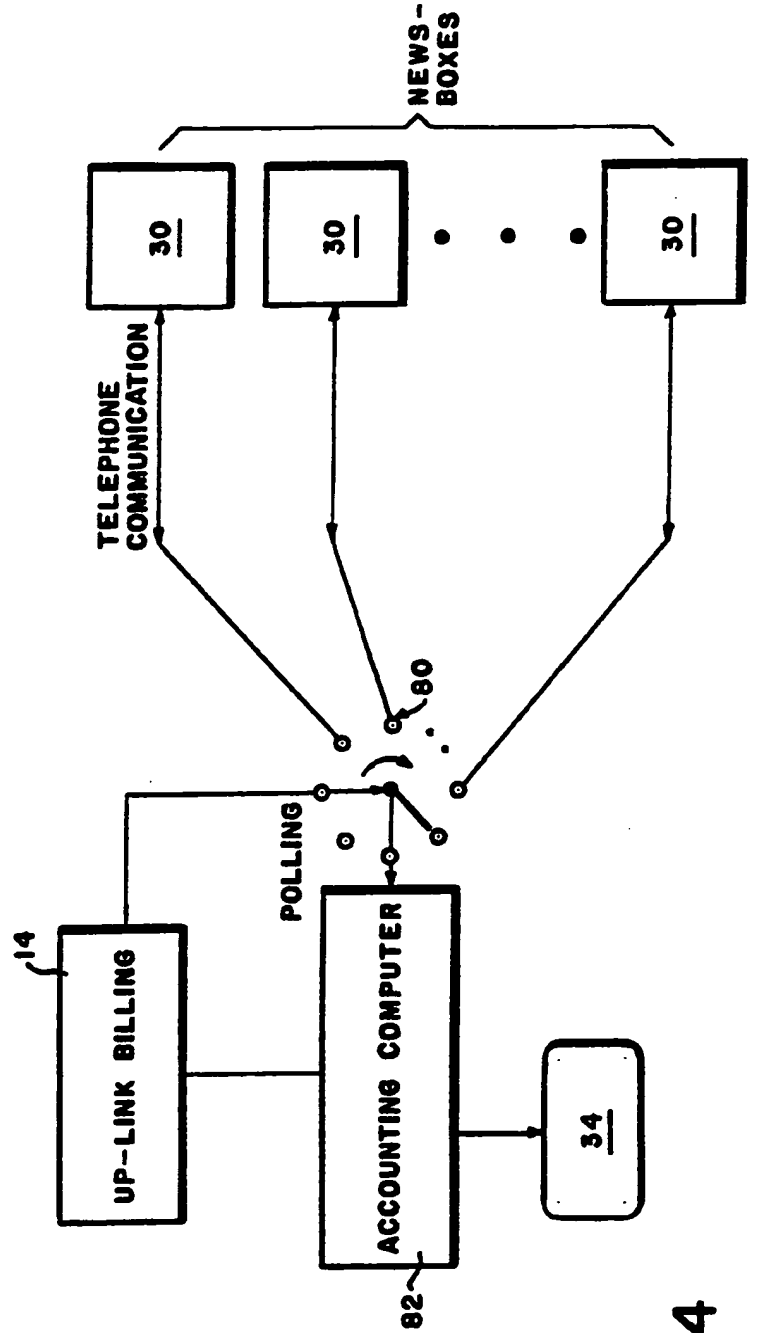 14
UP-LINK BILLING
POLLING
TELEPHONE
COMMUNICATION
30
30
30
NEWS-
BOXES
80
ACCOUNTING COMPUTER
82
34
4